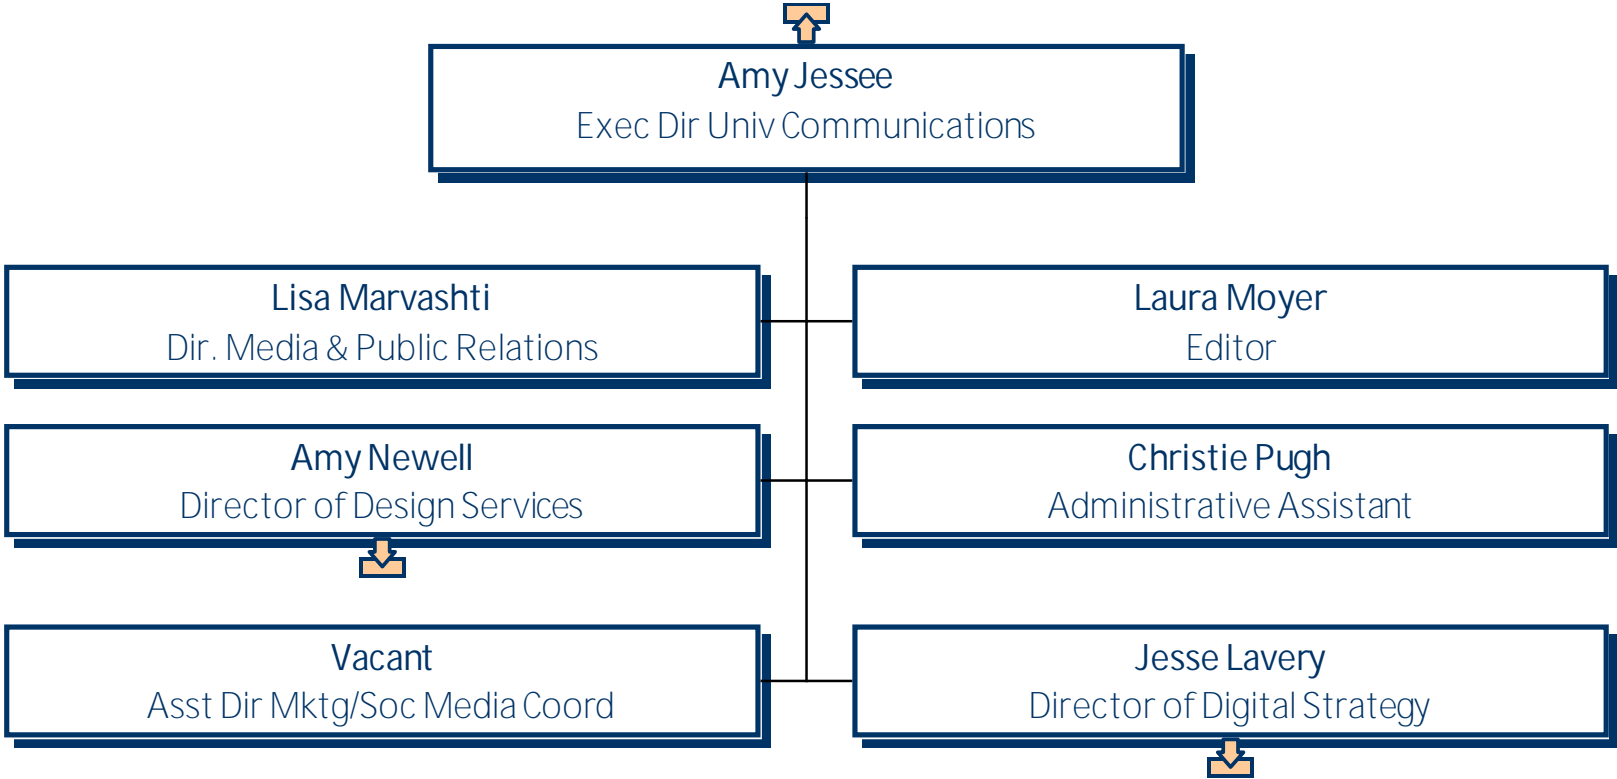 Amy Jessee
Exec Dir Univ Communications
Lisa Marvashti
Dir. Media & Public Relations
Laura Moyer
Editor
Amy Newell
Director of Design Services
Christie Pugh
Administrative Assistant
Vacant
Asst Dir Mktg/Soc Media Coord
Jesse Lavery
Director of Digital Strategy